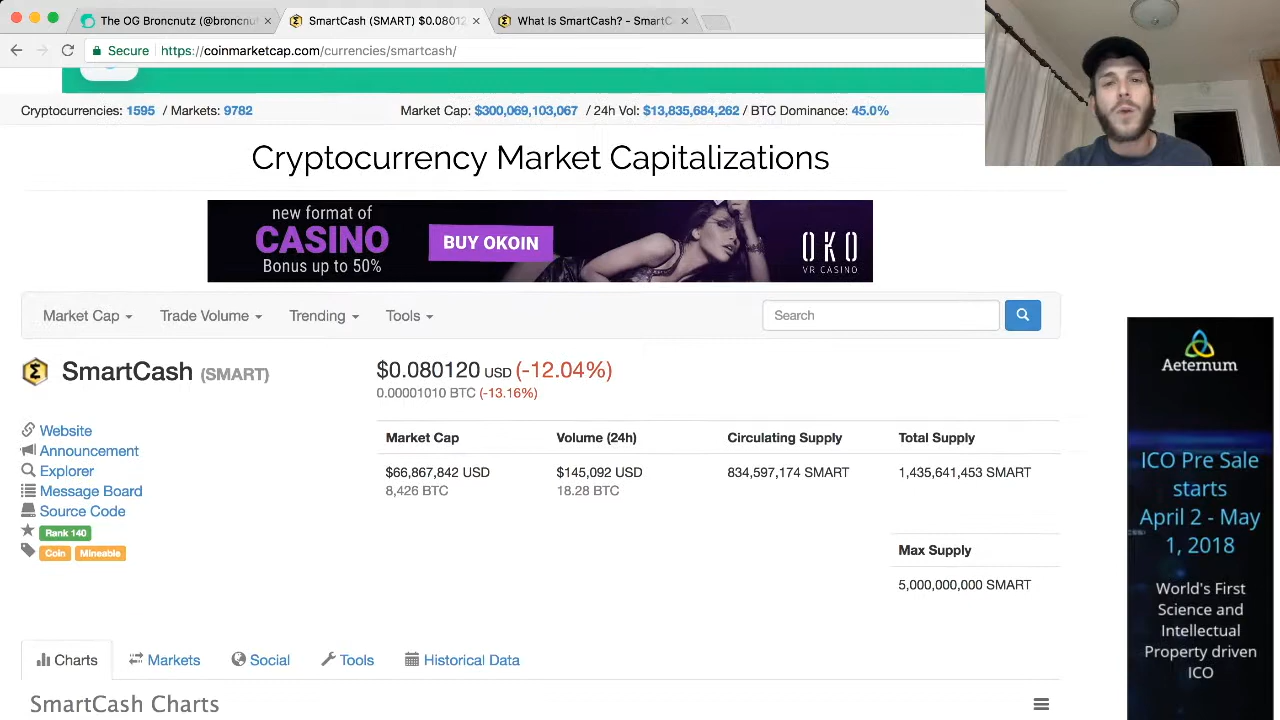 The OG Broncnutz (@broncnu
SmartCash (SMART) $0.080120
What Is SmartCash? - SmartC
Secure
https://coinmarketcap.com/currencies/smartcash/
Cryptocurrencies: 1595 / Markets: 9782
Market Cap: $300,069,103,067 / 24h Vol: $13,835,684,262 / BTC Dominance: 45.0%
Cryptocurrency Market Capitalizations
new format of
CASINO
Bonus up to 50%
BUY OKOIN
OKO
VR CASINO
Market Cap
Trade Volume
Trending
Tools
Search
SmartCash (SMART)
$0.080120 USD (-12.04%)
0.00001010 BTC (-13.16%)
Website
Announcement
Explorer
Message Board
Source Code
Rank 140
Coin Mineable
Market Cap
$66,867,842 USD
8,426 BTC
Volume (24h)
$145,092 USD
18.28 BTC
Circulating Supply
834,597,174 SMART
Total Supply
1,435,641,453 SMART
Max Supply
5,000,000,000 SMART
Charts
Markets
Social
Tools
Historical Data
SmartCash Charts
Aeternum
ICO Pre Sale
starts
April 2 - May
1, 2018
World's First
Science and
Intellectual
Property driven
ICO